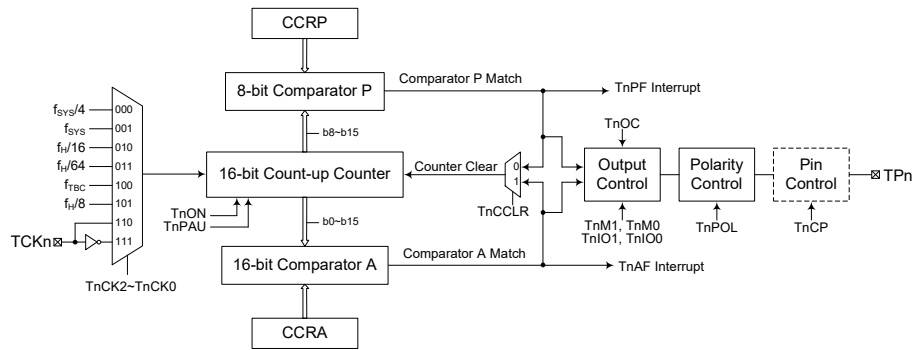 CCRP
8-bit Comparator P
Comparator P Match
TnPF Interrupt
b8~b15
TnOC
fSYS/4 000
fSYS 001
fH/16 010
fH/64 011
fTBC 100
fH/8 101
110
TCKn 111
TnCK2~TnCK0
16-bit Count-up Counter
TnON
TnPAU
Counter Clear
0
1
TnCCLR
Output Control
TnM1, TnM0
TnIO1, TnIO0
Polarity Control
TnPOL
Pin Control
TnCP
TPn
b0~b15
16-bit Comparator A
Comparator A Match
TnAF Interrupt
CCRA